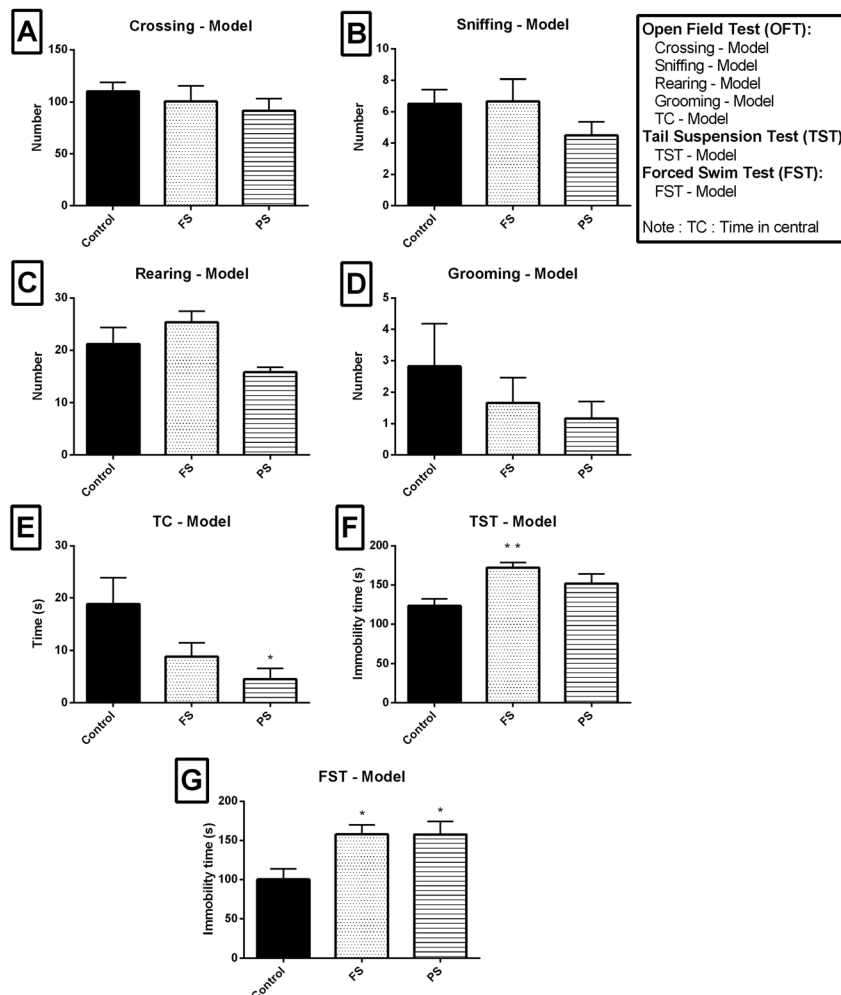 A
Crossing - Model
Number
150
100
50
0
Control
FS
PS
B
Sniffing - Model
Number
10
8
6
4
2
0
Control
FS
PS
Open Field Test (OFT):
Crossing - Model
Sniffing - Model
Rearing - Model
Grooming - Model
TC - Model
Tail Suspension Test (TST)
TST - Model
Forced Swim Test (FST):
FST - Model
Note : TC : Time in central
C
Rearing - Model
Number
30
20
10
0
Control
FS
PS
D
Grooming - Model
Number
5
4
3
2
1
0
Control
FS
PS
E
TC - Model
Time (s)
30
20
10
0
*
Control
FS
PS
F
TST - Model
Immobility time (s)
200
150
100
50
0
* *
Control
FS
PS
G
FST - Model
Immobility time (s)
200
150
100
50
0
*
*
Control
FS
PS